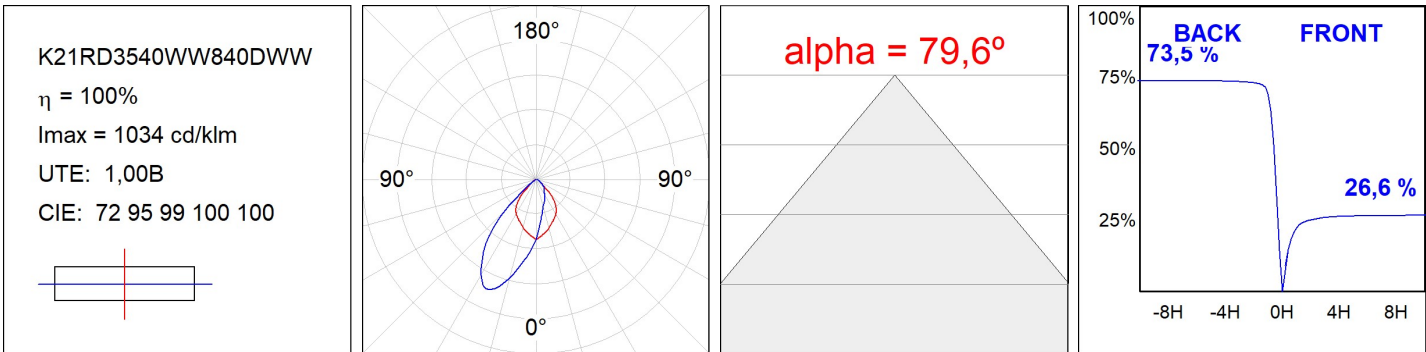 K21RD3540WW840DWW
η = 100%
Imax = 1034 cd/klm
UTE: 1,00B
CIE: 72 95 99 100 100
180°
90° 90°
0°
alpha = 79,6º
100%
BACK FRONT
73,5 %
75%
50%
26,6 %
25%
-8H -4H 0H 4H 8H